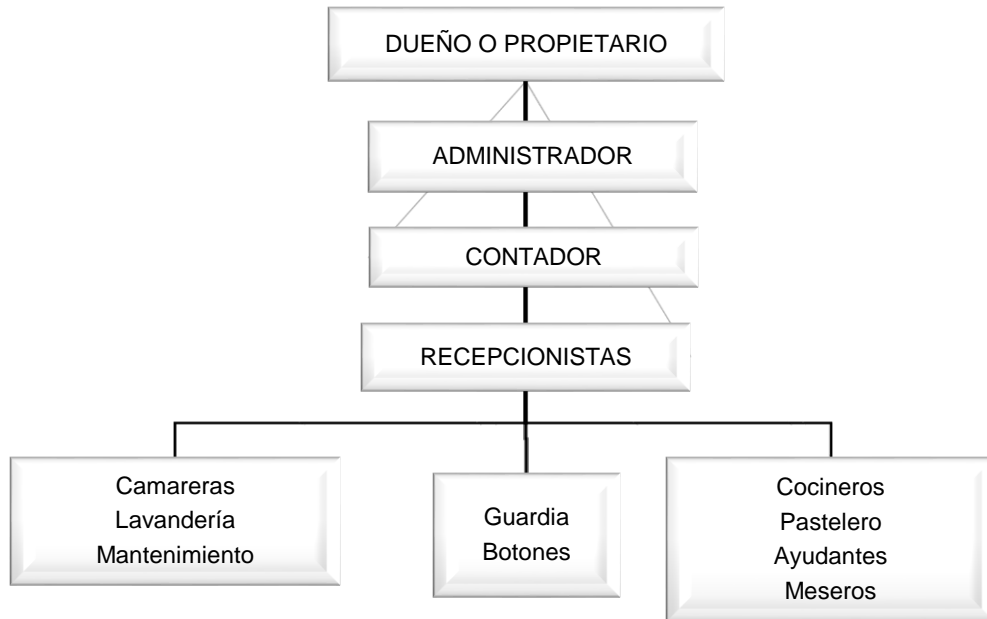 DUEÑO O PROPIETARIO
ADMINISTRADOR
CONTADOR
RECEPCIONISTAS
Camareras
Lavandería
Mantenimiento
Guardia
Botones
Cocineros
Pastelero
Ayudantes
Meseros